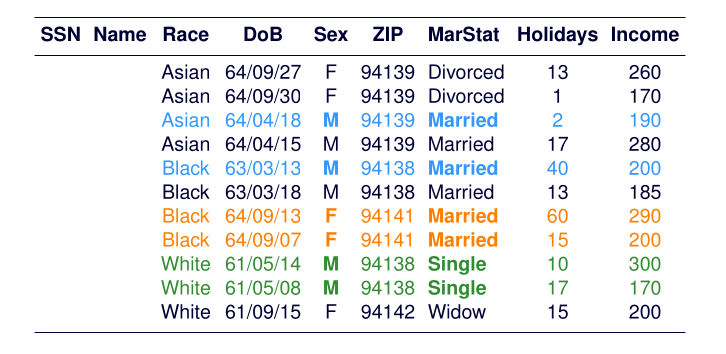 SSN Name Race DoB Sex ZIP MarStat Holidays Income
Asian 64/09/27 F 94139 Divorced 13 260
Asian 64/09/30 F 94139 Divorced 1 170
Asian 64/04/18 M 94139 Married 2 190
Asian 64/04/15 M 94139 Married 17 280
Black 63/03/13 M 94138 Married 40 200
Black 63/03/18 M 94138 Married 13 185
Black 64/09/13 F 94141 Married 60 290
Black 64/09/07 F 94141 Married 15 200
White 61/05/14 M 94138 Single 10 300
White 61/05/08 M 94138 Single 17 170
White 61/09/15 F 94142 Widow 15 200